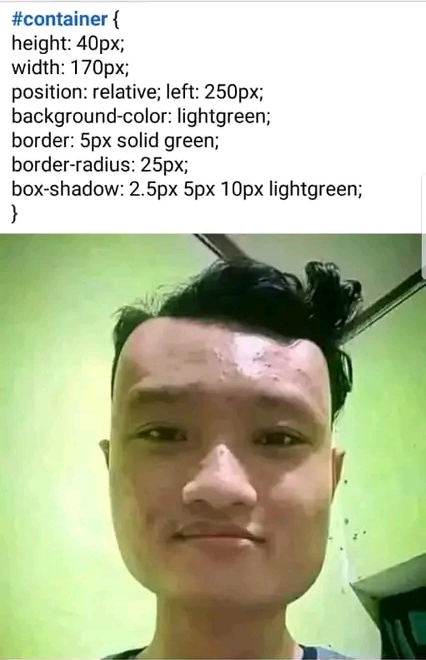 #container {
height: 40px;
width: 170px;
position: relative; left: 250px;
background-color: lightgreen;
border: 5px solid green;
border-radius: 25px;
box-shadow: 2.5px 5px 10px lightgreen;
}